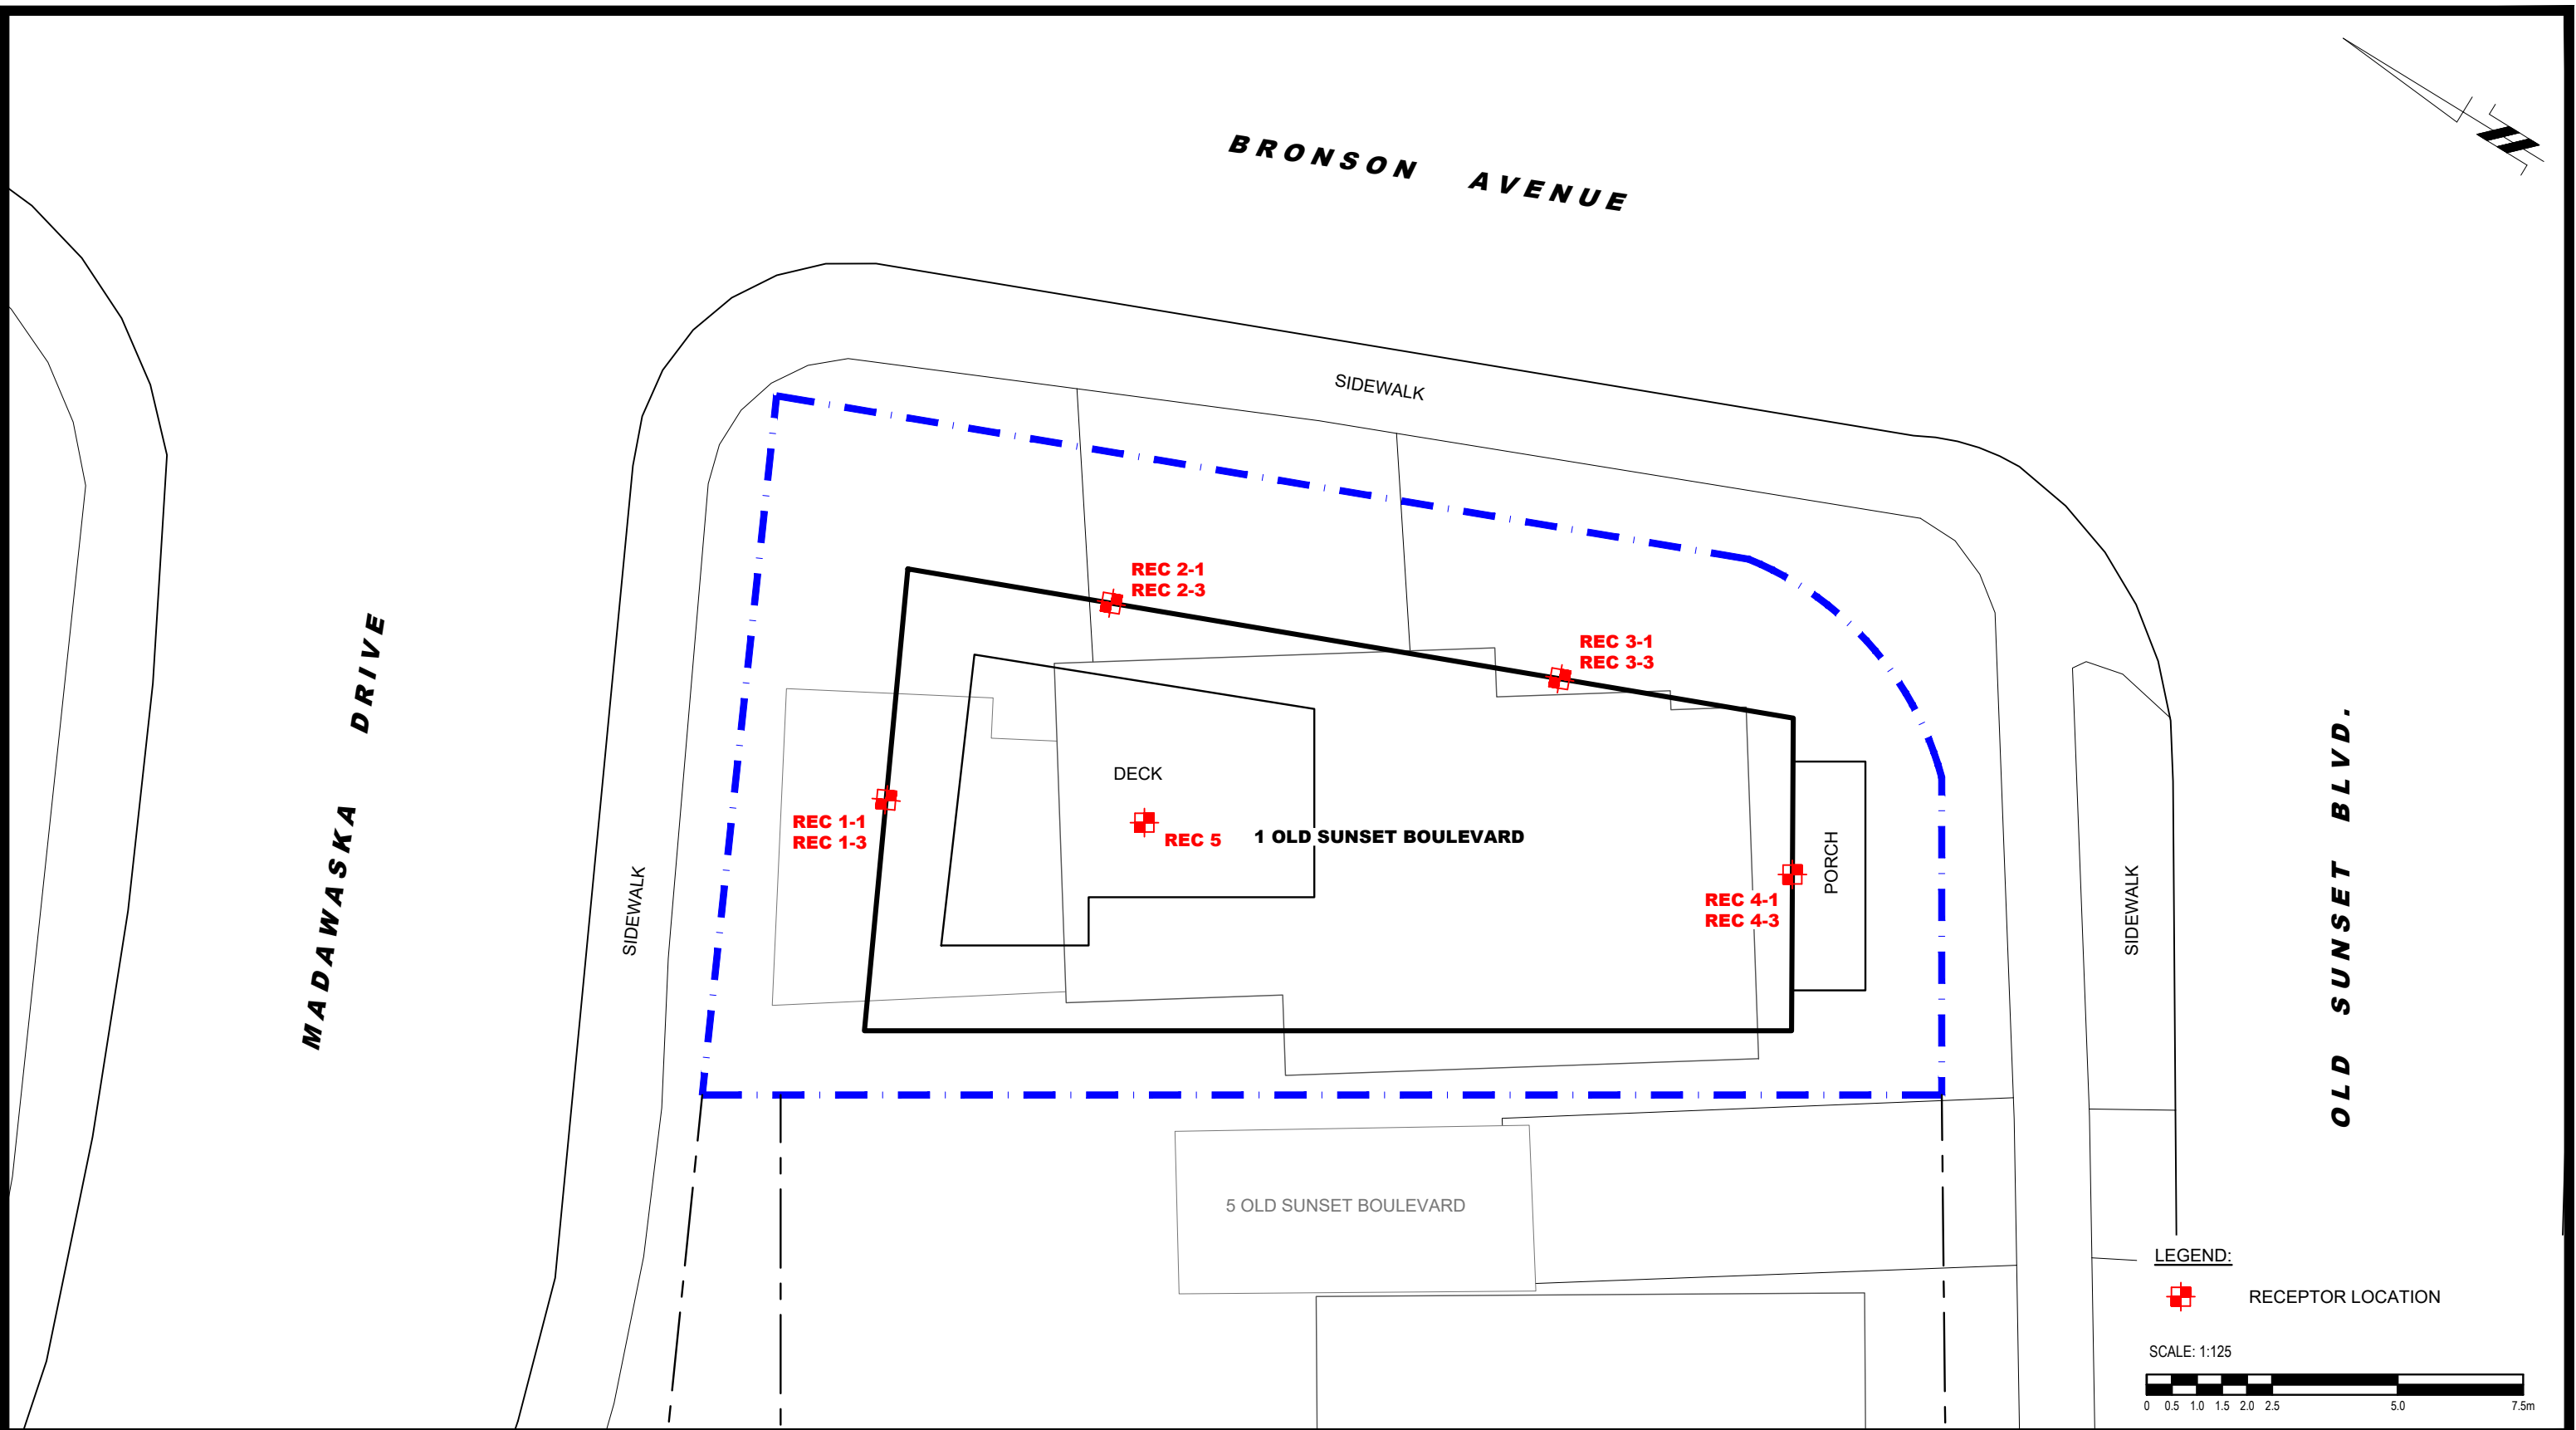 BRONSON AVENUE
SIDEWALK
REC 2-1
REC 2-3
REC 3-1
REC 3-3
MADAWASKA DRIVE
DECK
REC 1-1
REC 1-3
REC 5
1 OLD SUNSET BOULEVARD
PORCH
REC 4-1
REC 4-3
SIDEWALK
SIDEWALK
OLD SUNSET BLVD.
5 OLD SUNSET BOULEVARD
LEGEND:
RECEPTOR LOCATION
SCALE: 1:125
0 0.5 1.0 1.5 2.0 2.5 5.0 7.5m